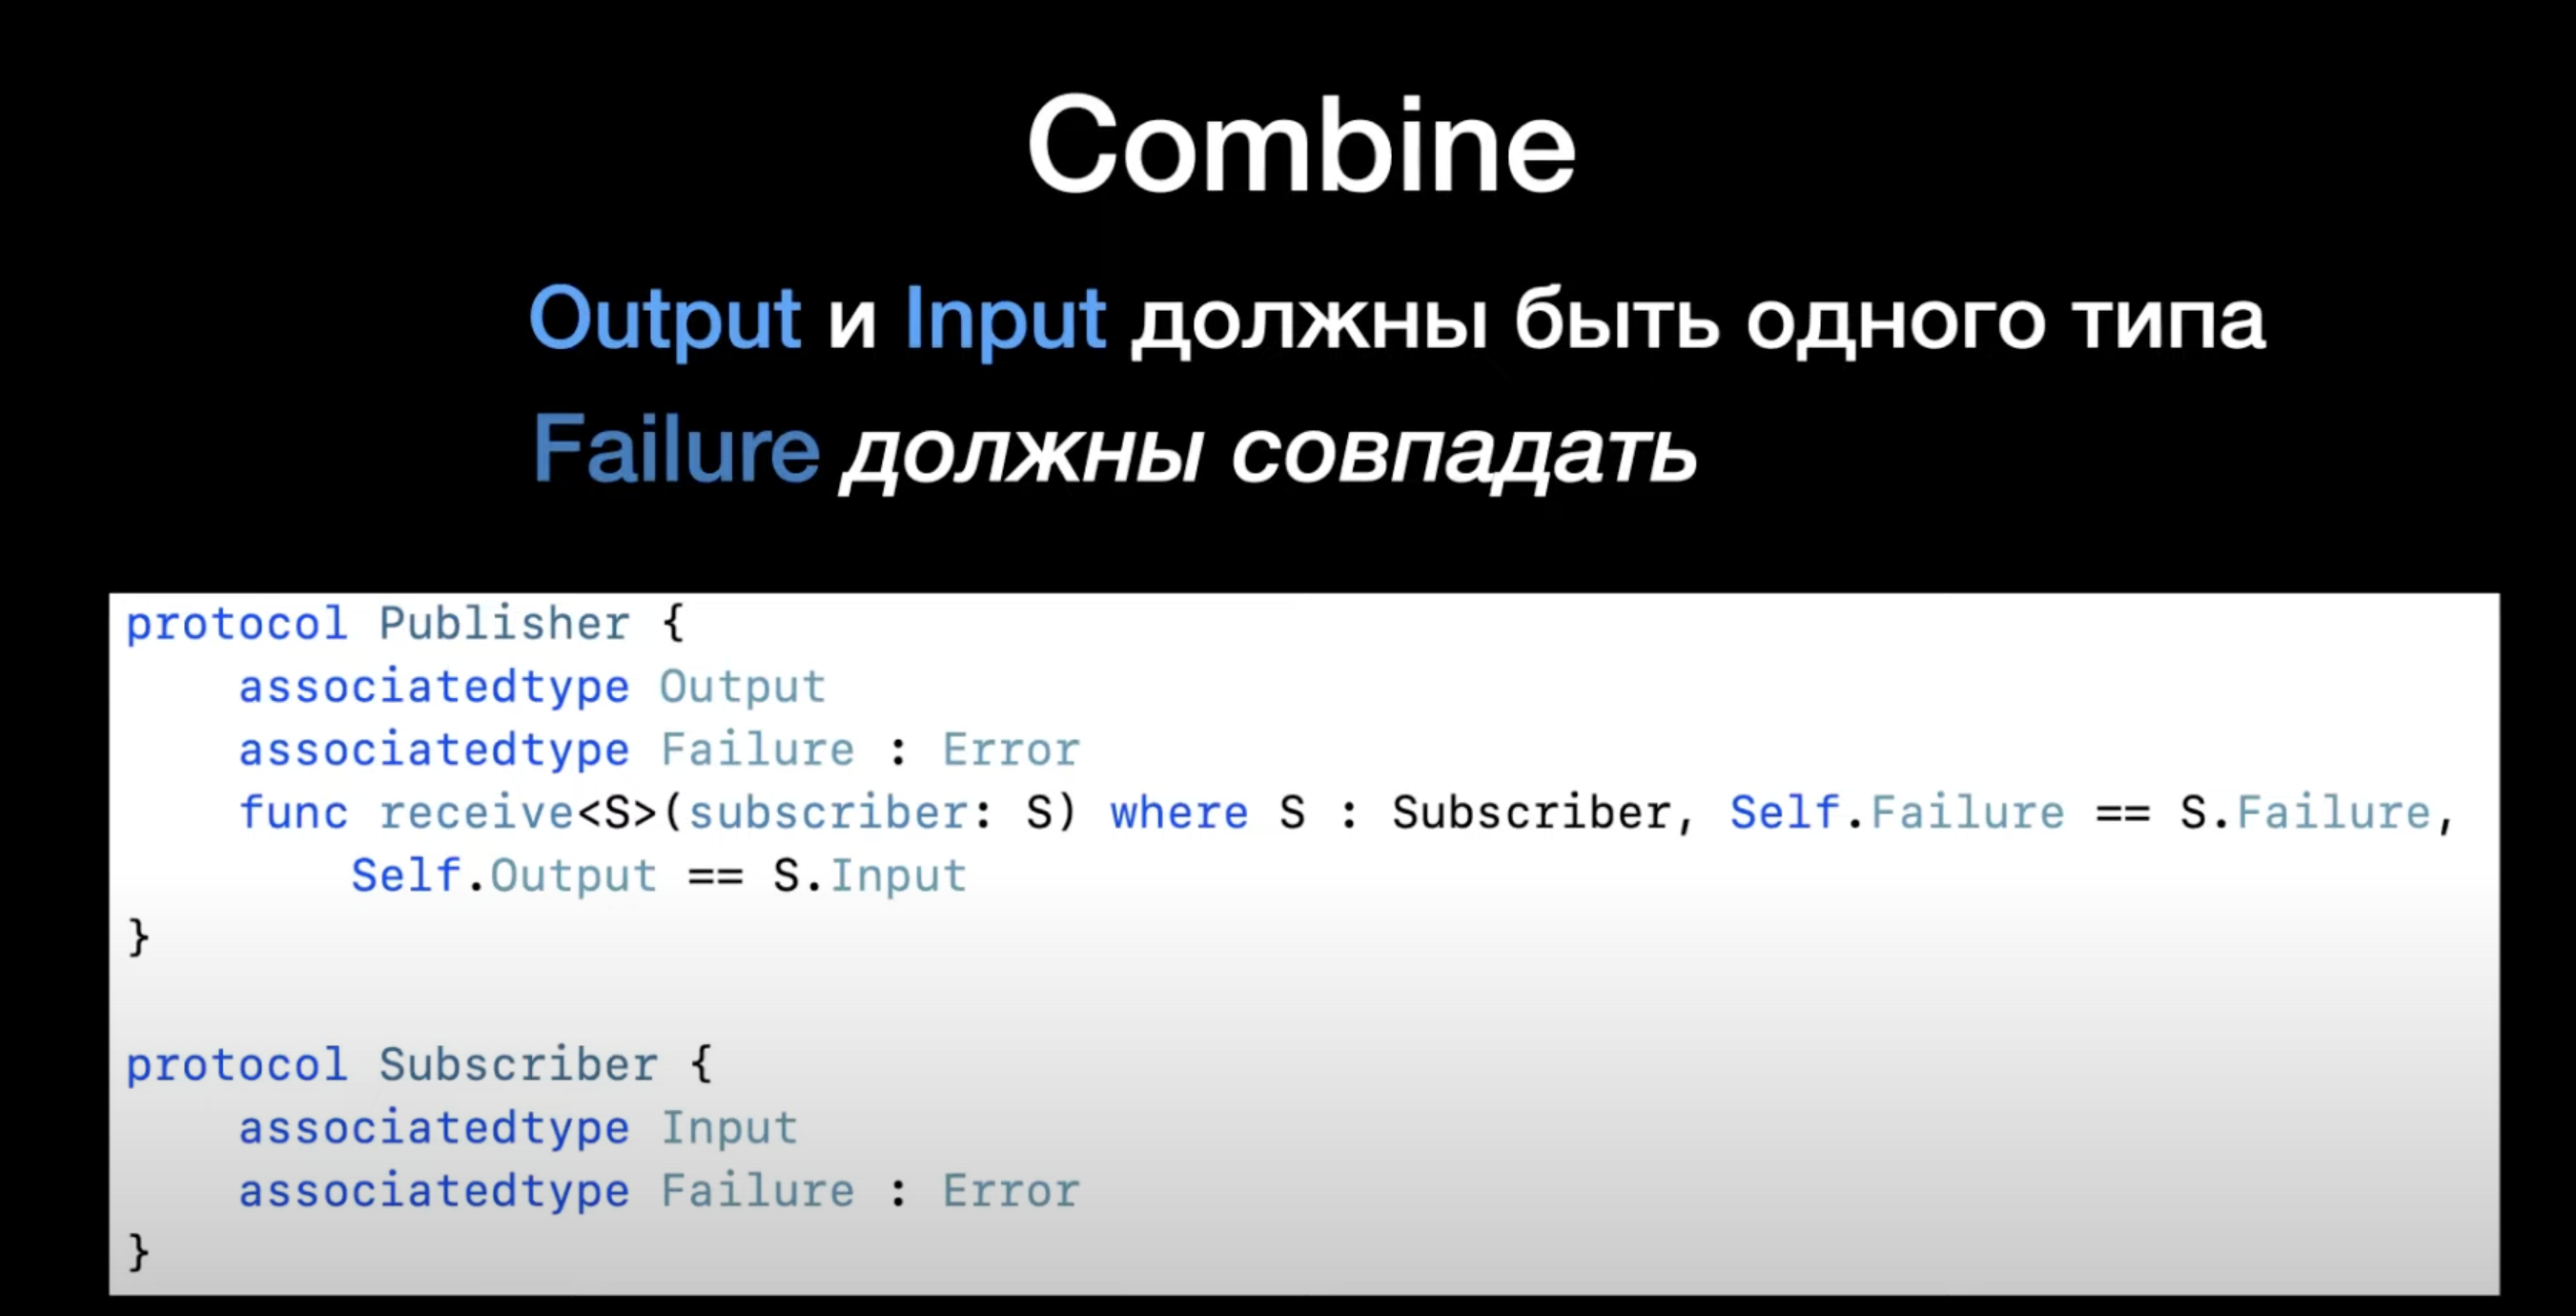 Combine
Output и Input должны быть одного типа
Failure должны совпадать
protocol Publisher {
    associatedtype Output
    associatedtype Failure : Error
    func receive<S>(subscriber: S) where S : Subscriber, Self.Failure == S.Failure,
        Self.Output == S.Input
}
protocol Subscriber {
    associatedtype Input
    associatedtype Failure : Error
}